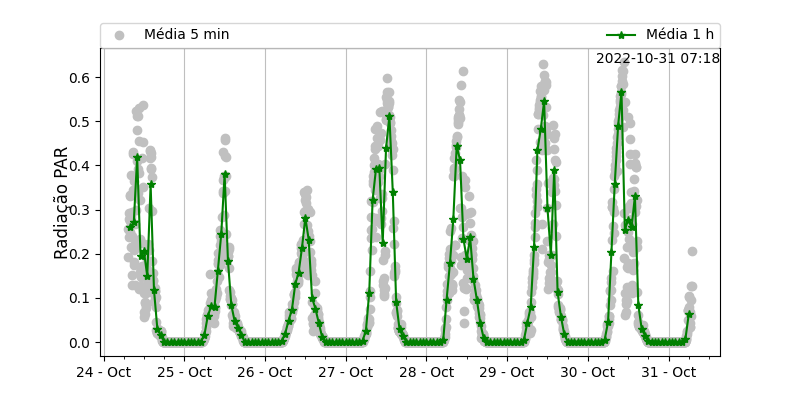 Média 5 min Média 1 h
2022-10-31 07:18
Radiação PAR
0.6
0.5
0.4
0.3
0.2
0.1
0.0
24 - Oct 25 - Oct 26 - Oct 27 - Oct 28 - Oct 29 - Oct 30 - Oct 31 - Oct